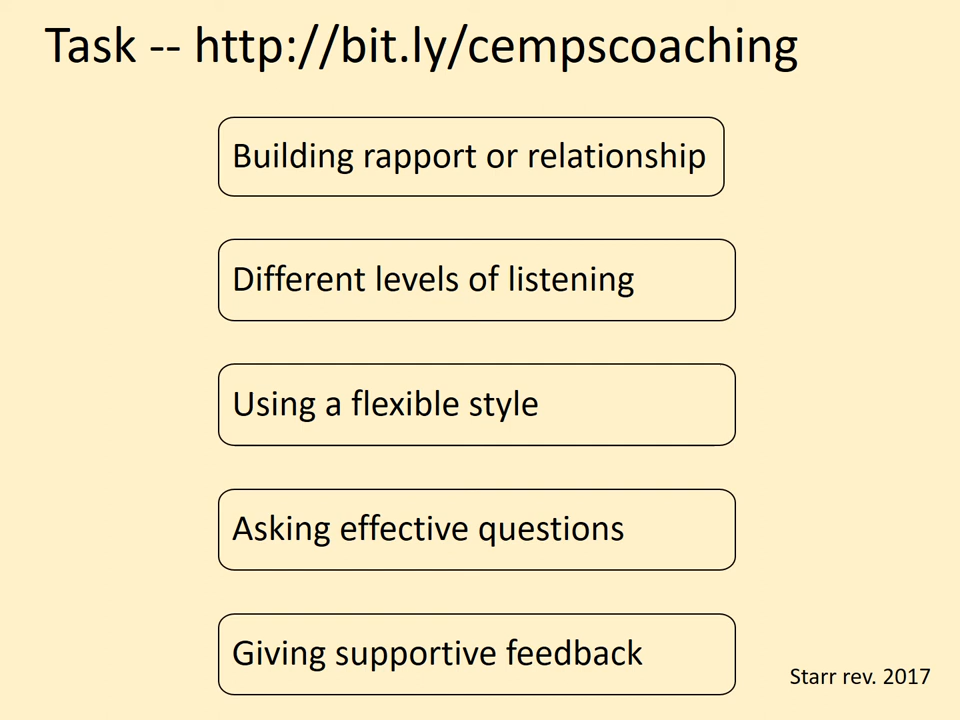 Task -- http://bit.ly/cempscoaching
Building rapport or relationship
Different levels of listening
Using a flexible style
Asking effective questions
Giving supportive feedback
Starr rev. 2017